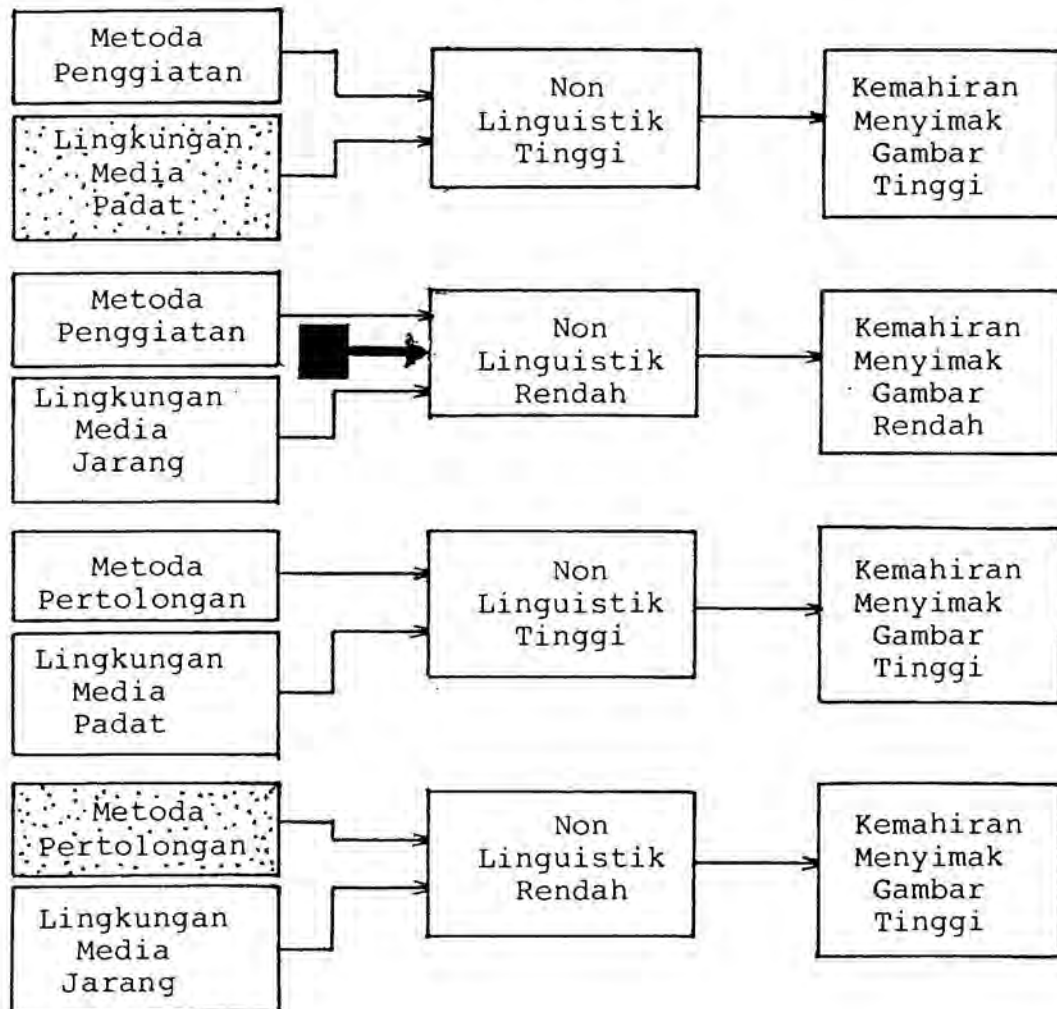 Metoda
Penggiatan
Lingkungan
Media
Padat
Non
Linguistik
Tinggi
Kemahiran
Menyimak
Gambar
Tinggi
Metoda
Penggiatan
Lingkungan
Media
Jarang
Non
Linguistik
Rendah
Kemahiran
Menyimak
Gambar
Rendah
Metoda
Pertolongan
Lingkungan
Media
Padat
Non
Linguistik
Tinggi
Kemahiran
Menyimak
Gambar
Tinggi
Metoda
Pertolongan
Lingkungan
Media
Jarang
Non
Linguistik
Rendah
Kemahiran
Menyimak
Gambar
Tinggi